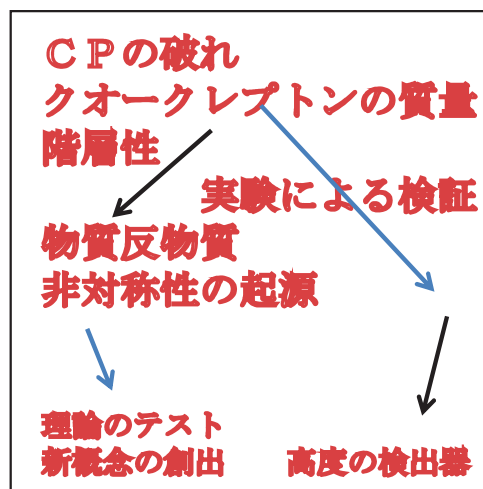 ＣＰの破れ
クオークレプトンの質量
階層性
実験による検証
物質反物質
非対称性の起源
理論のテスト
新概念の創出
高度の検出器